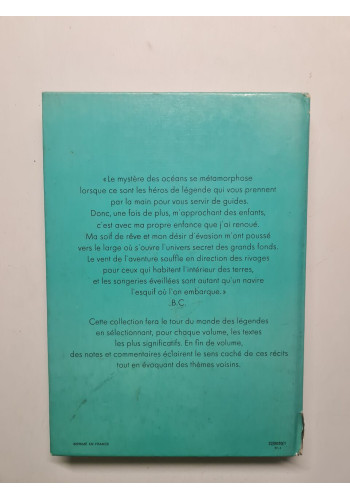 «Le mystère des océans se métamorphose
lorsque ce sont les héros de légende qui vous prennent
par la main pour vous servir de guides.
Donc, une fois de plus, m'approchant des enfants,
c'est avec ma propre enfance que j'ai renoué.
Ma soif de rêve et mon désir d'évasion m'ont poussé
vers le large où s'ouvre l'univers secret des grands fonds.
Le vent de l'aventure souffle en direction des rivages
pour ceux qui habitent l'intérieur des terres,
et les songeries éveillées sont autant qu'un navire
l'esquif où l'on embarque.»
B.C.
Cette collection fera le tour du monde des légendes
en sélectionnant, pour chaque volume, les textes
les plus significatifs. En fin de volume,
des notes et commentaires éclairent le sens caché de ces récits
tout en évoquant des thèmes voisins.